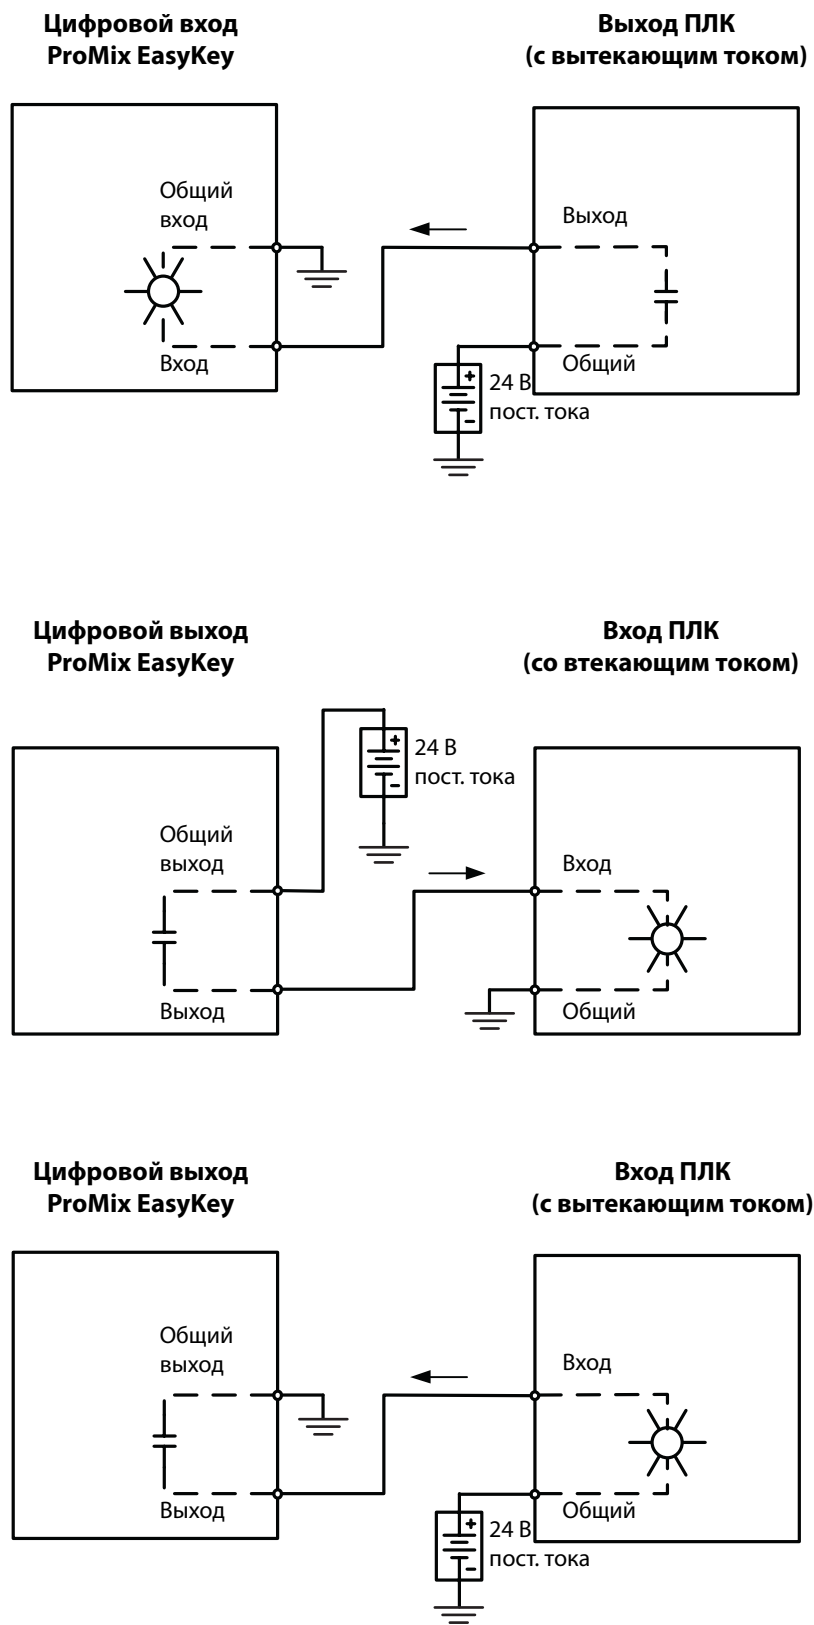 Цифровой вход
ProMix EasyKey
Выход ПЛК
(с вытекающим током)
Общий
вход
Вход
Выход
Общий
+
-
24 В
пост. тока
Цифровой выход
ProMix EasyKey
Вход ПЛК
(со втекающим током)
+
-
24 В
пост. тока
Общий
выход
Выход
Вход
Общий
Цифровой выход
ProMix EasyKey
Вход ПЛК
(с вытекающим током)
Общий
выход
Выход
Вход
Общий
+
-
24 В
пост. тока